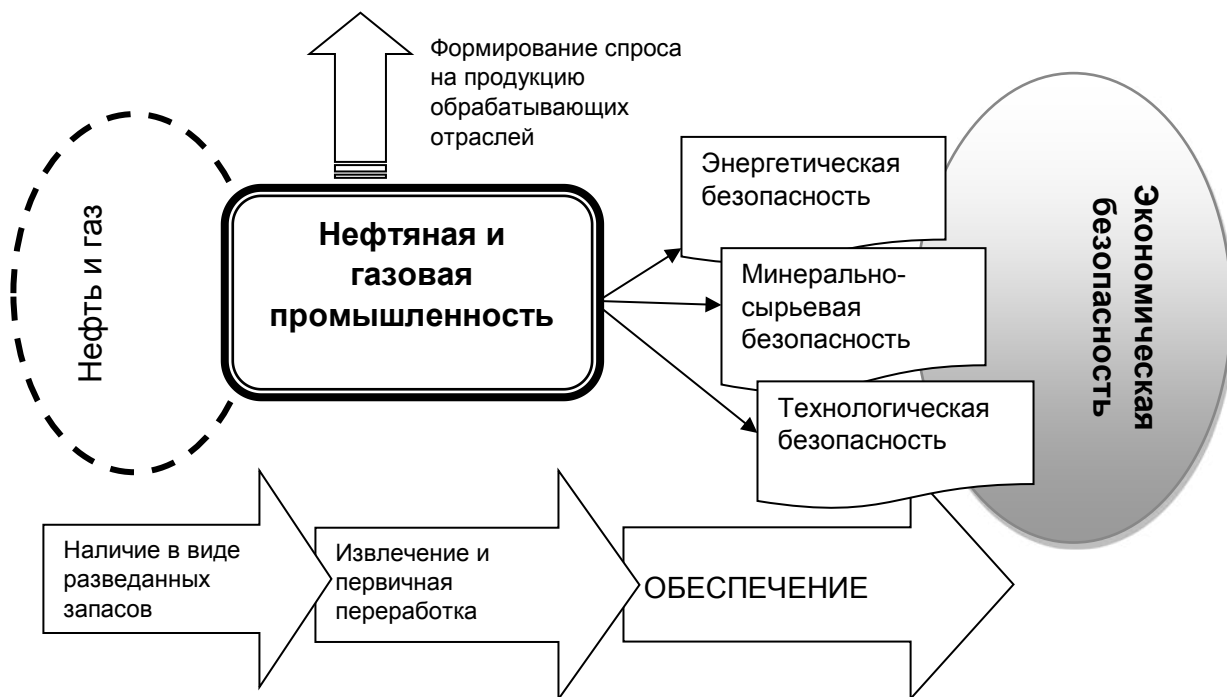 Формирование спроса
на продукцию
обрабатывающих
отраслей
Нефть и газ
Нефтяная и
газовая
промышленность
Энергетическая
безопасность
Минерально-
сырьевая
безопасность
Технологическая
безопасность
Экономическая
безопасность
Наличие в виде
разведанных
запасов
Извлечение и
первичная
переработка
ОБЕСПЕЧЕНИЕ